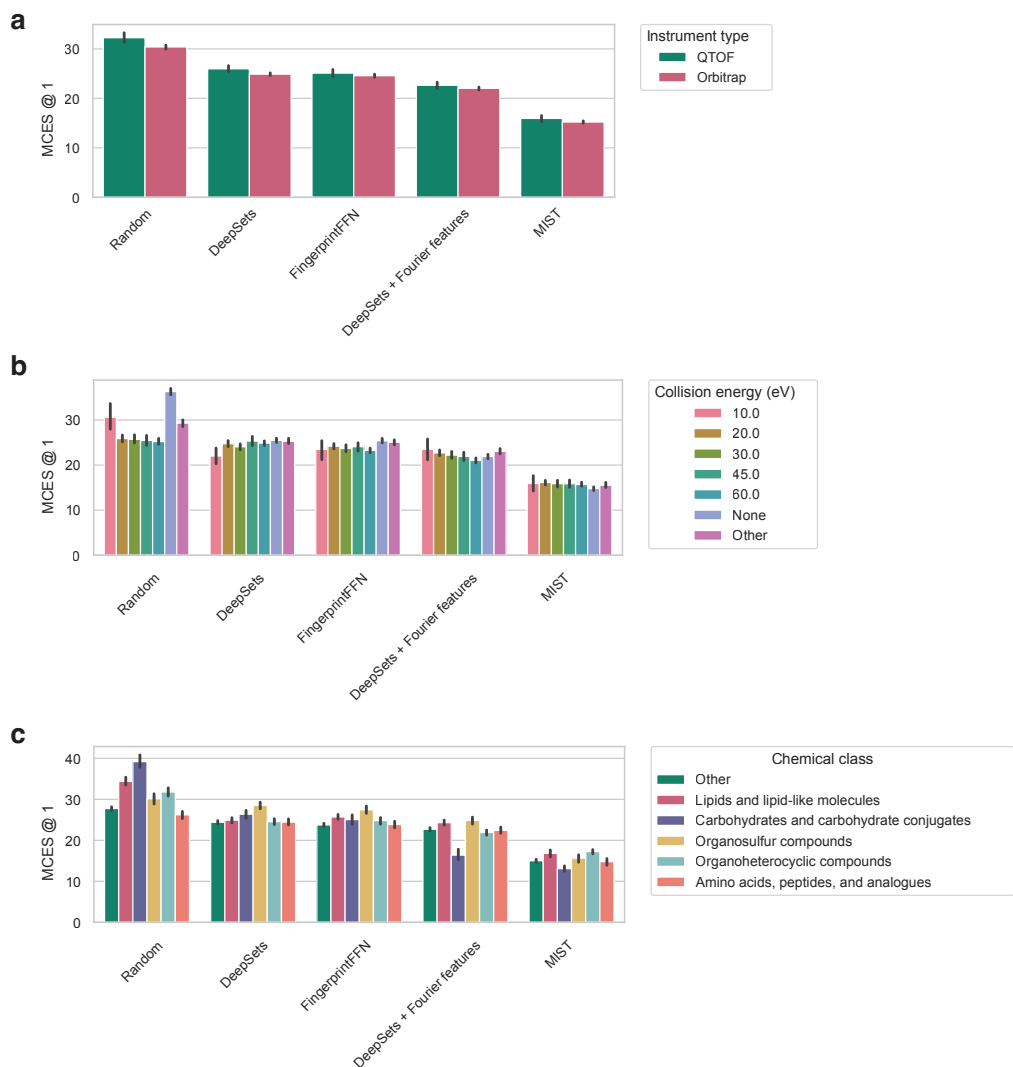 a
MCES @ 1
30
20
10
0
Random
DeepSets
FingerprintFFN
DeepSets + Fourier features
MIST
Instrument type
QTOF
Orbitrap
b
MCES @ 1
30
20
10
0
Random
DeepSets
FingerprintFFN
DeepSets + Fourier features
MIST
Collision energy (eV)
10.0
20.0
30.0
45.0
60.0
None
Other
c
MCES @ 1
40
30
20
10
0
Random
DeepSets
FingerprintFFN
DeepSets + Fourier features
MIST
Chemical class
Other
Lipids and lipid-like molecules
Carbohydrates and carbohydrate conjugates
Organosulfur compounds
Organoheterocyclic compounds
Amino acids, peptides, and analogues